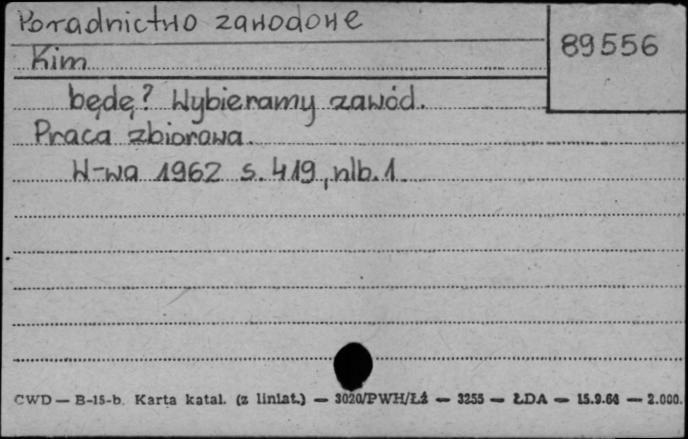 Poradnictwo zawodowe
89556
Kim
będę? Wybieramy zawód.
Praca zbiorowa.
W-wa 1962 s. 419, nlb. 1
CWD — B-15-b. Karta katal. (z liniat.) — 3020/PWH/Łź — 3255 — ŁDA — 15.9.66 — 2.000.